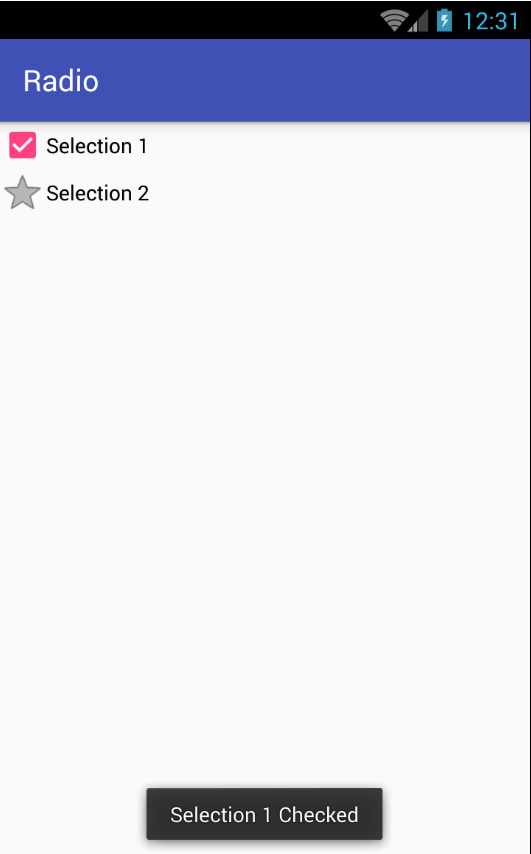 12:31
Radio
Selection 1
Selection 2
Selection 1 Checked